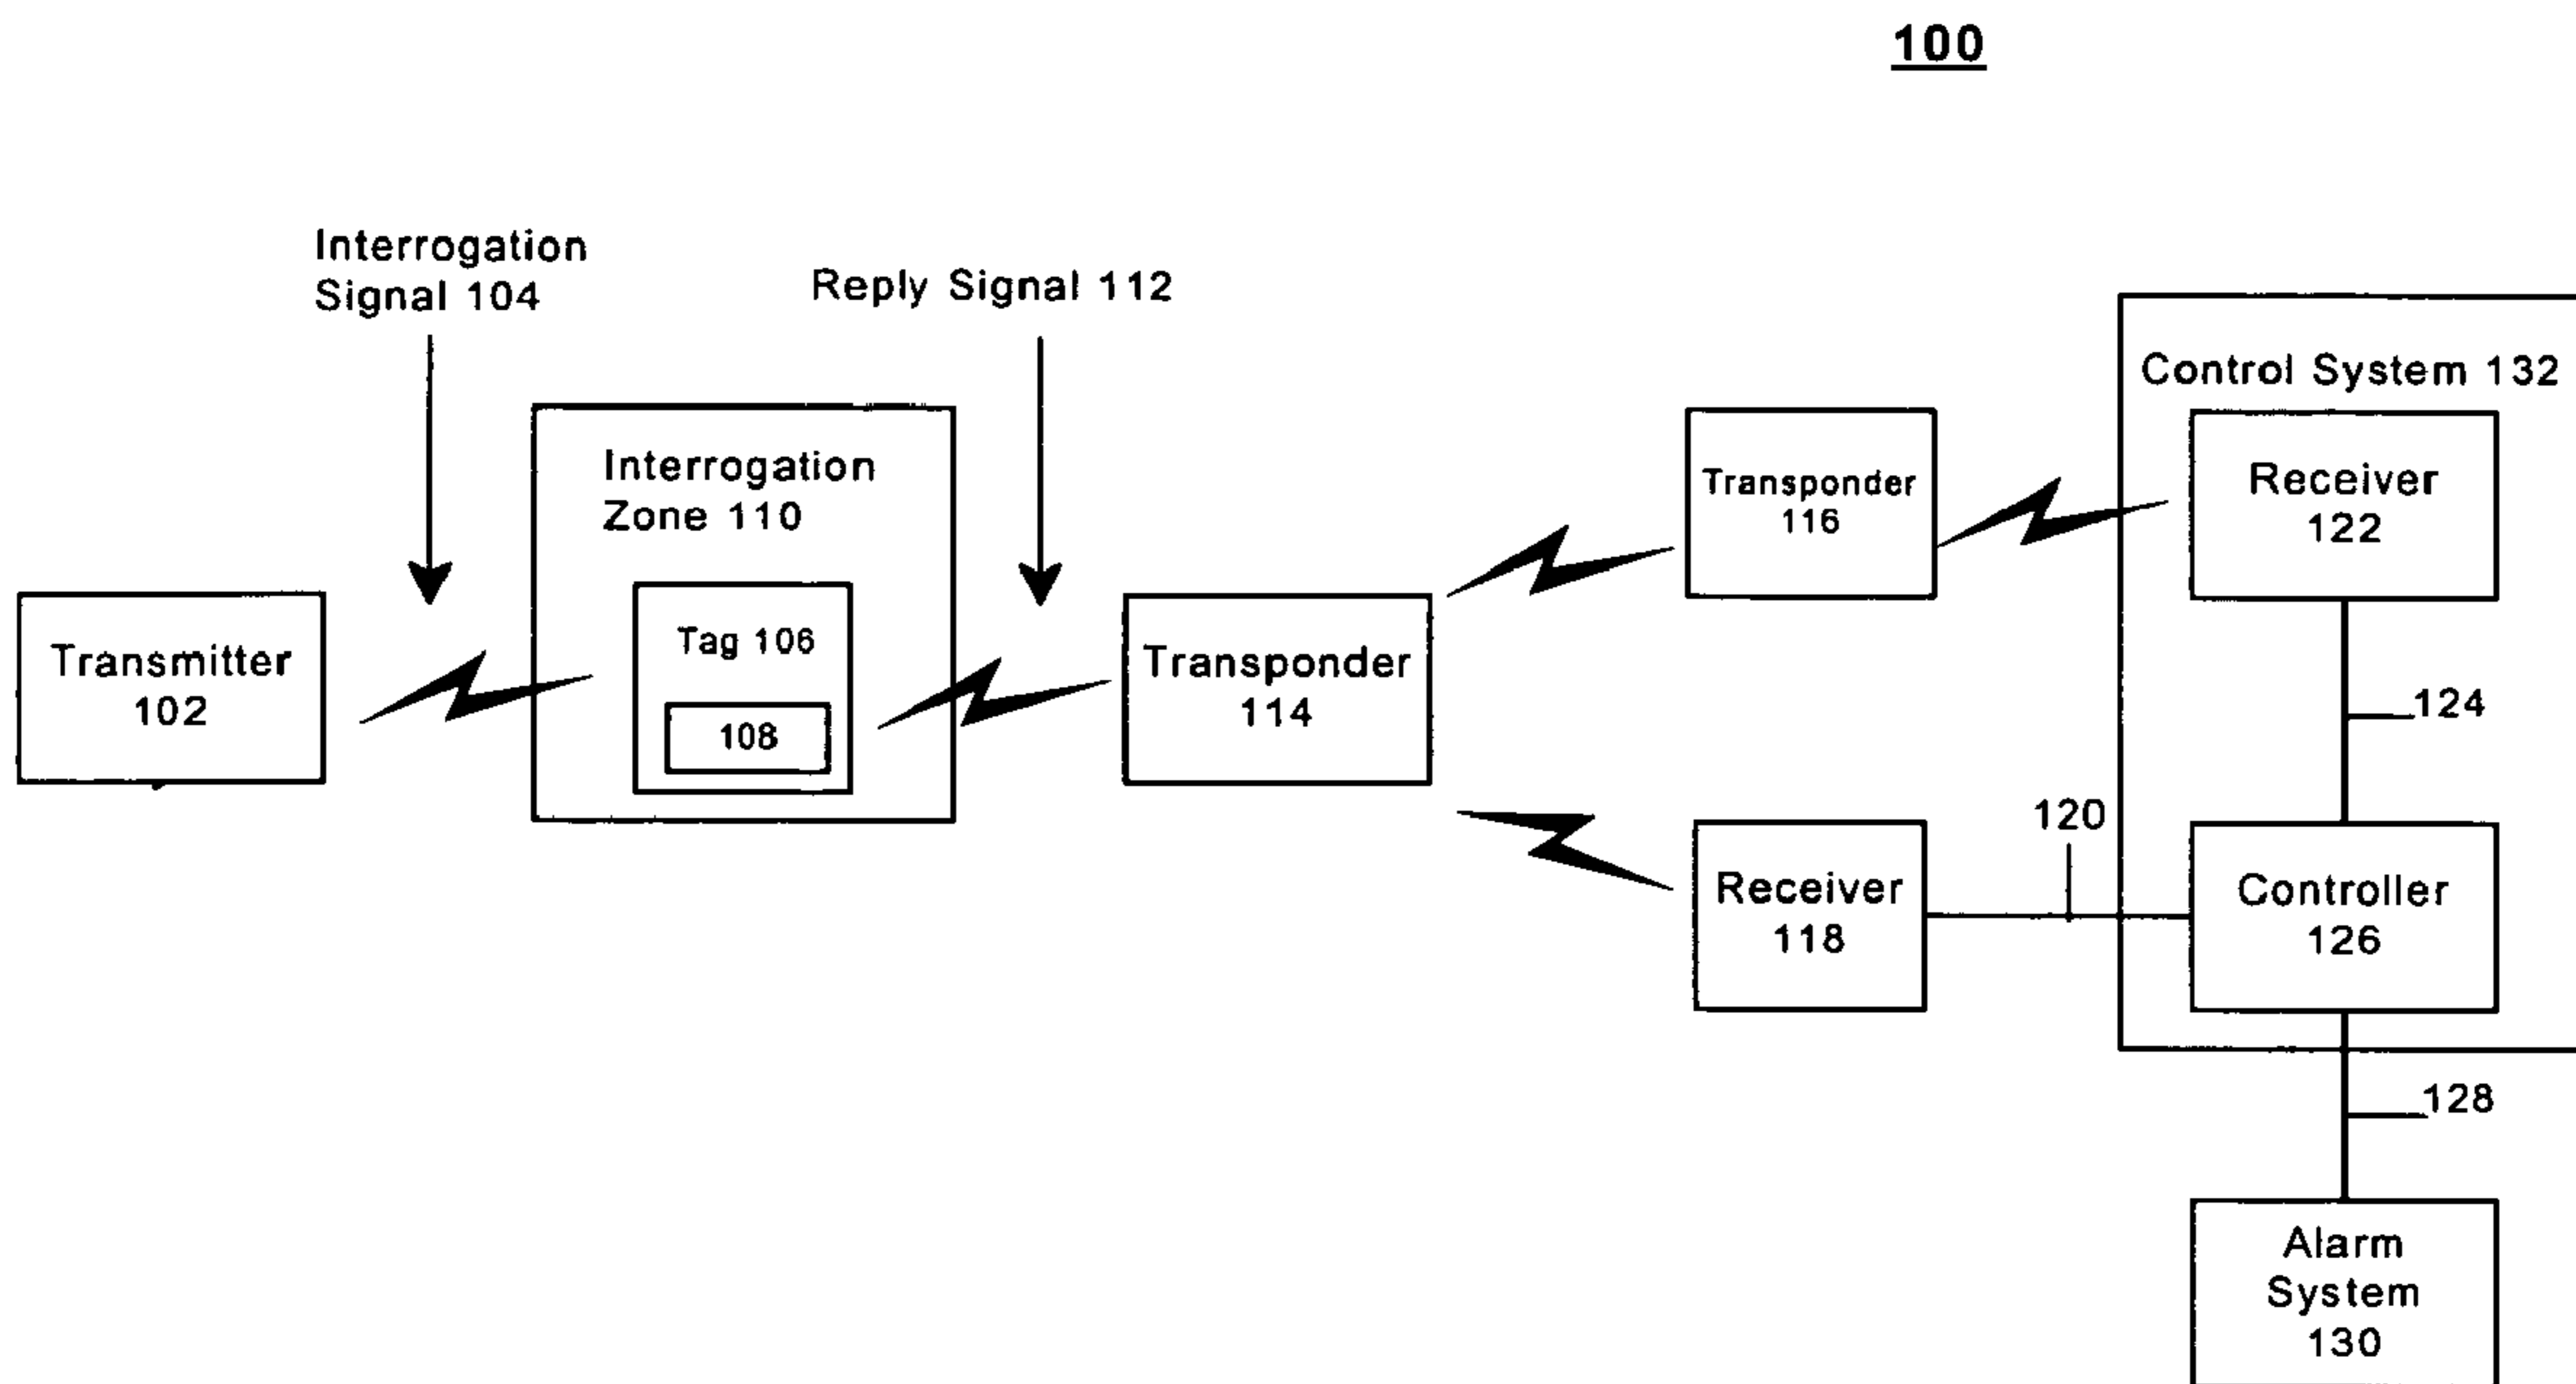 100
Interrogation
Signal 104
Reply Signal 112
Control System 132
Interrogation
Zone 110
Transponder
116
Receiver
122
Tag 106
108
Transmitter
102
Transponder
114
124
120
Receiver
118
Controller
126
128
Alarm
System
130